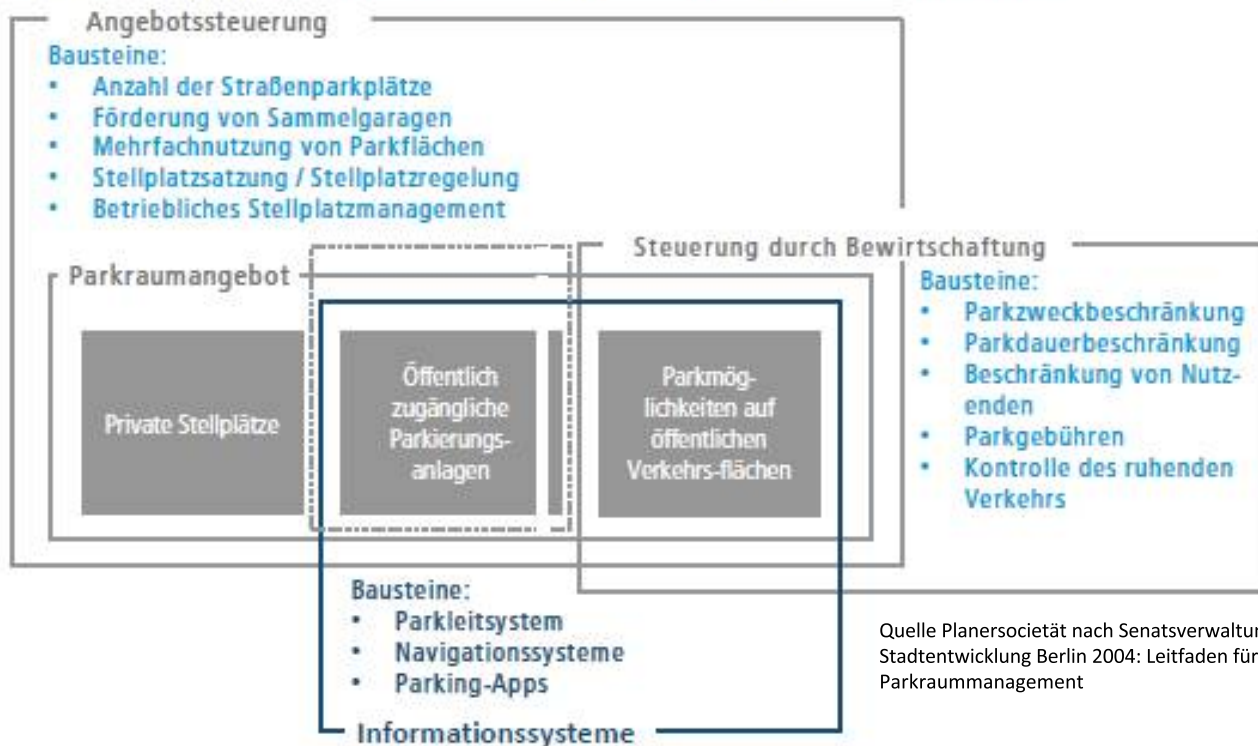 Angebotssteuerung
Bausteine:
• Anzahl der Straßenparkplätze
• Förderung von Sammelgaragen
• Mehrfachnutzung von Parkflächen
• Stellplatzsatzung / Stellplatzregelung
• Betriebliches Stellplatzmanagement
Steuerung durch Bewirtschaftung
Bausteine:
• Parkzweckbeschränkung
• Parkdauerbeschränkung
• Beschränkung von Nutz-
enden
• Parkgebühren
• Kontrolle des ruhenden
Verkehrs
Parkraumangebot
Private Stellplätze
Öffentlich
zugängliche
Parkierungs-
anlagen
Parkmög-
lichkeiten auf
öffentlichen
Verkehrs-flächen
Bausteine:
• Parkleitsystem
• Navigationssysteme
• Parking-Apps
Informationssysteme
Quelle Planersocietät nach Senatsverwaltun
Stadtentwicklung Berlin 2004: Leitfaden für
Parkraummanagement